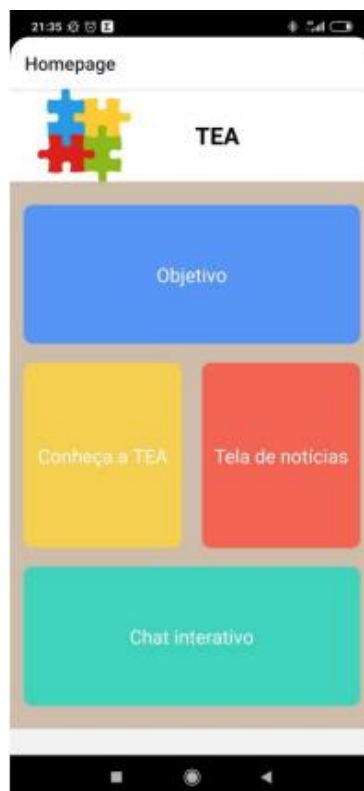 21:35
Homepage
TEA
Objetivo
Conheça a TEA
Tela de notícias
Chat interativo